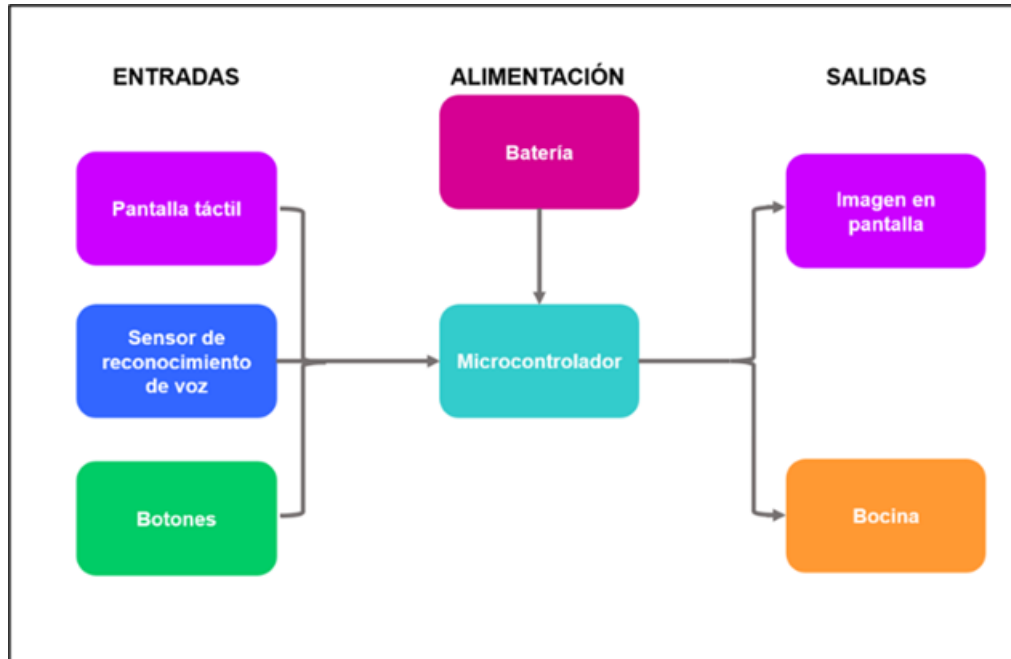 ENTRADAS
ALIMENTACIÓN
SALIDAS
Batería
Pantalla táctil
Imagen en
pantalla
Sensor de
reconocimiento
de voz
Microcontrolador
Botones
Bocina